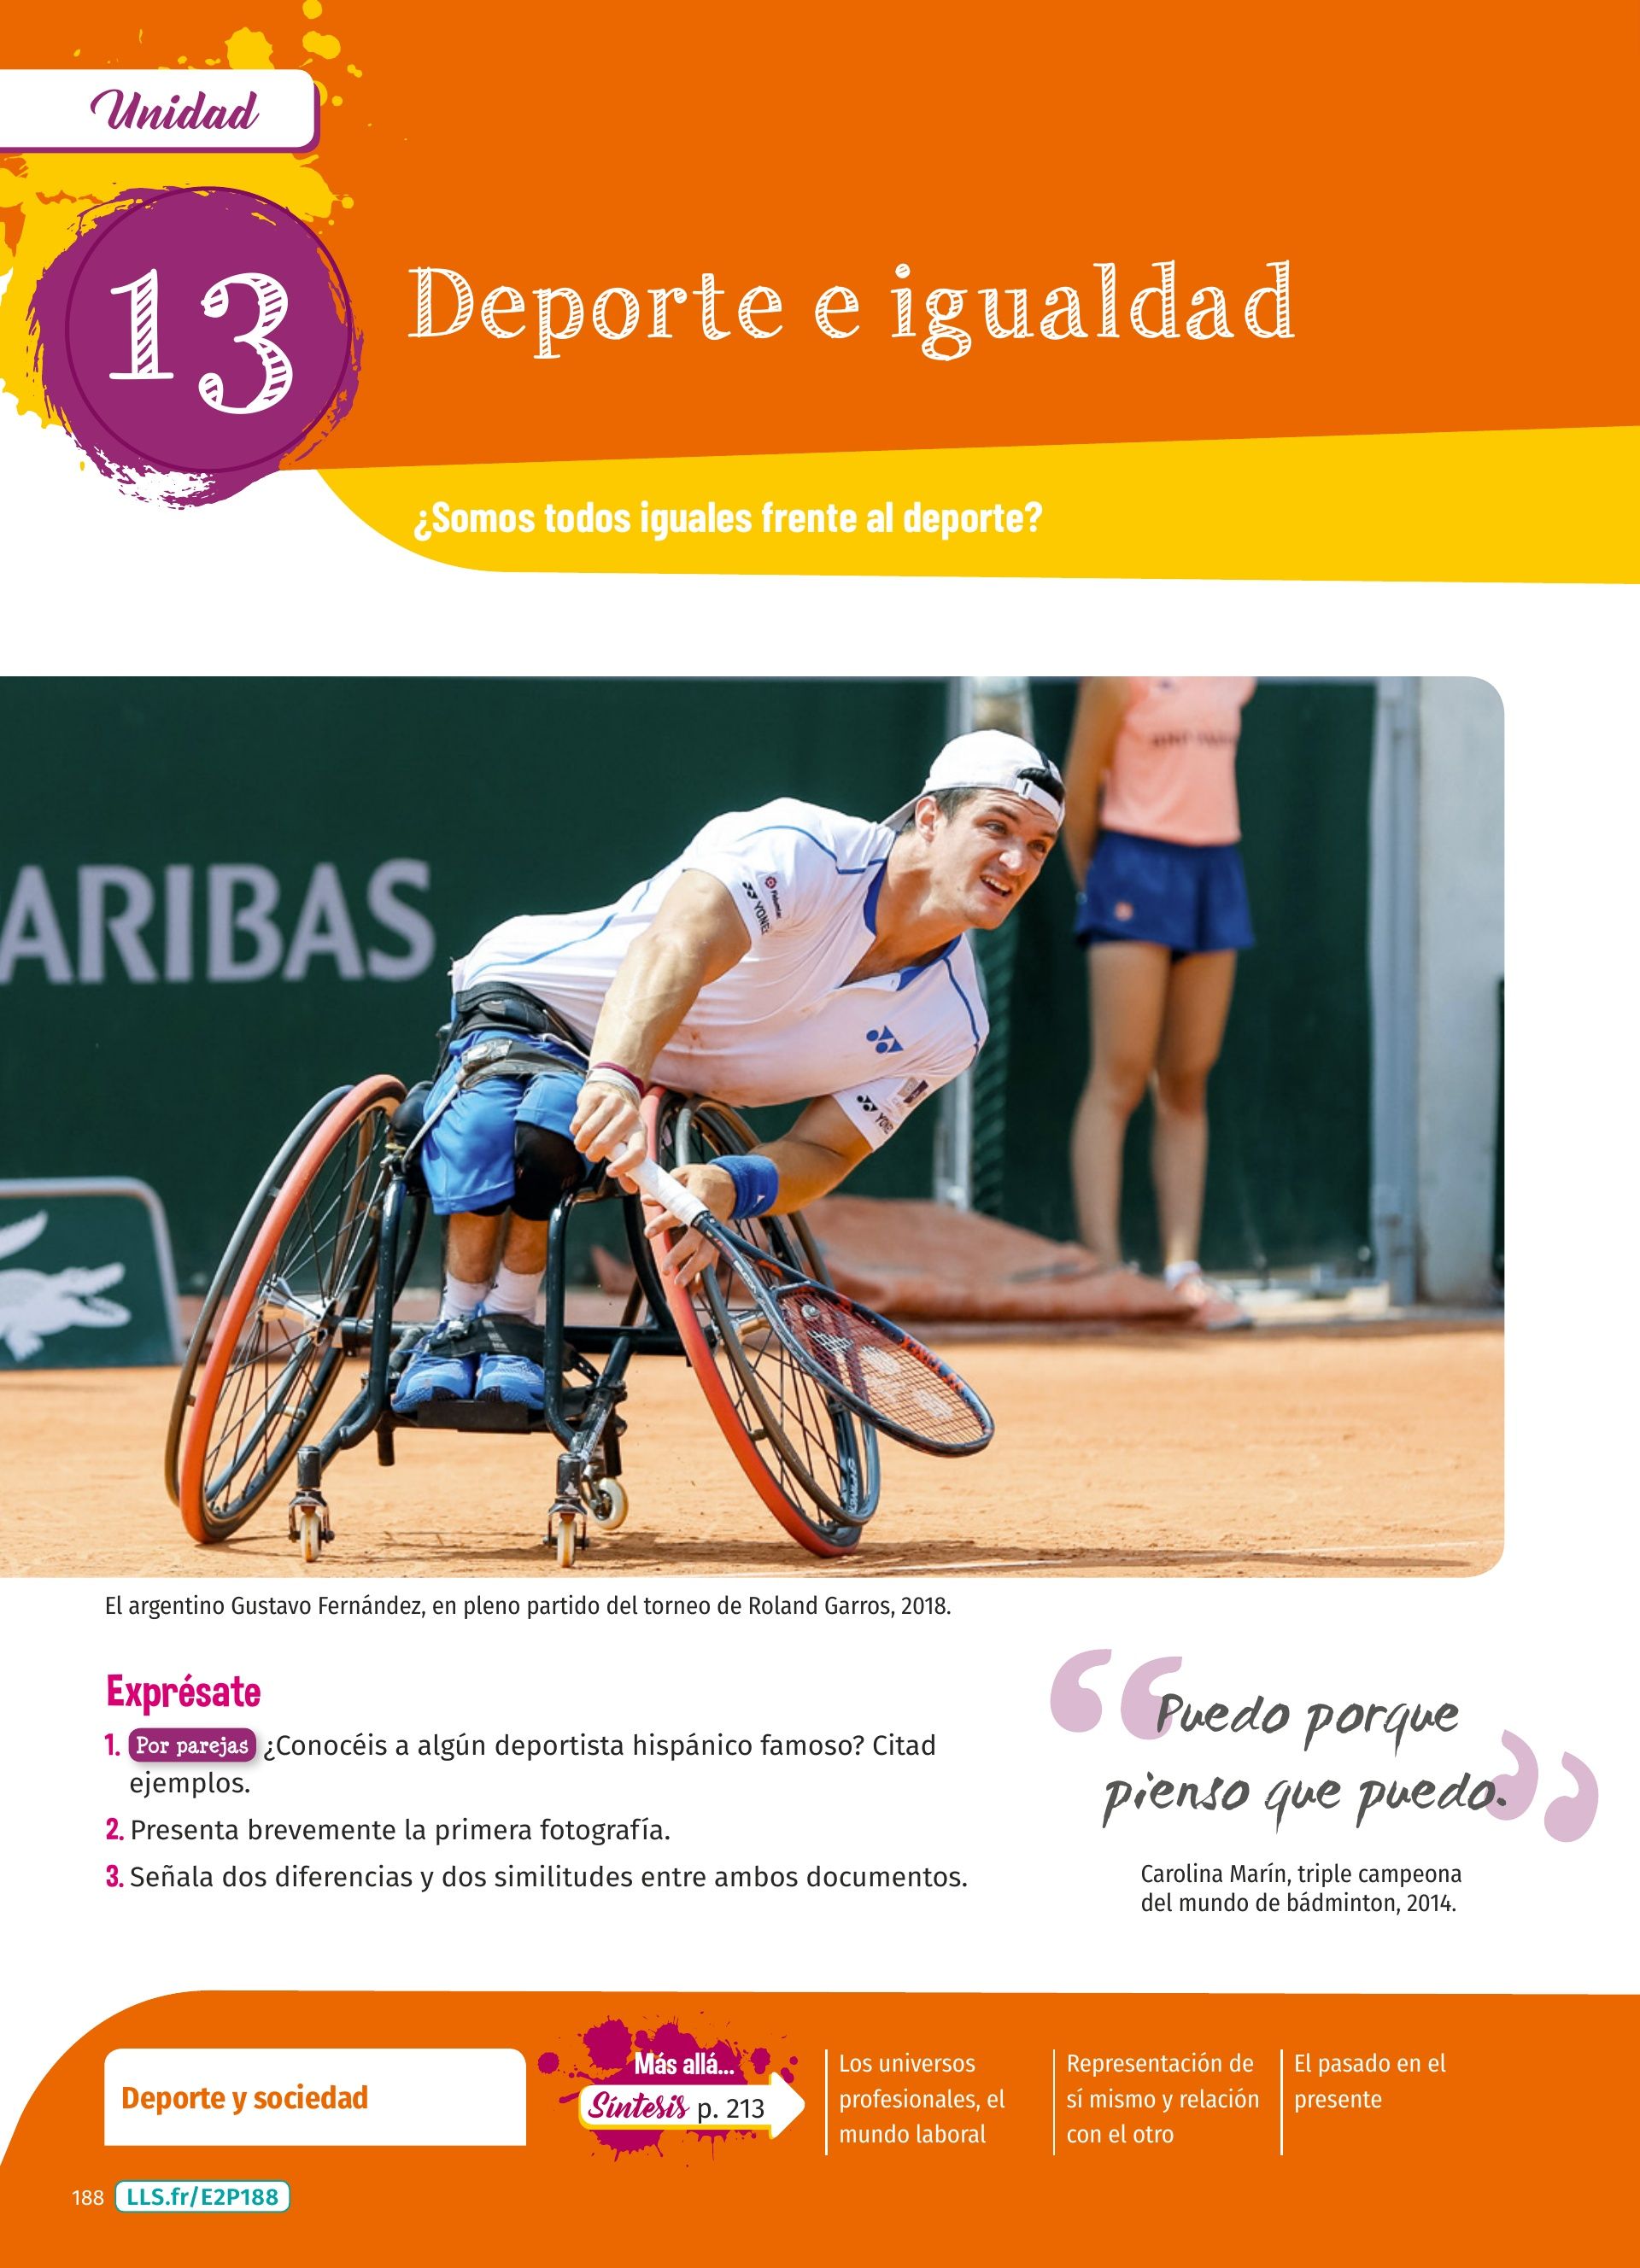 Unidad
13
Deporte e igualdad
¿Somos todos iguales frente al deporte?
ARIBAS
YONEX
El argentino Gustavo Fernández, en pleno partido del torneo de Roland Garros, 2018.
Exprésate
1. Por parejas ¿Conocéis a algún deportista hispánico famoso? Citad
ejemplos.
2. Presenta brevemente la primera fotografía.
3. Señala dos diferencias y dos similitudes entre ambos documentos.
“Puedo porque
pienso que puedo.”
Carolina Marín, triple campeona
del mundo de bádminton, 2014.
Deporte y sociedad
Más allá...
Síntesis p. 213
Los universos
profesionales, el
mundo laboral
Representación de
sí mismo y relación
con el otro
El pasado en el
presente
188 LLS.fr/E2P188